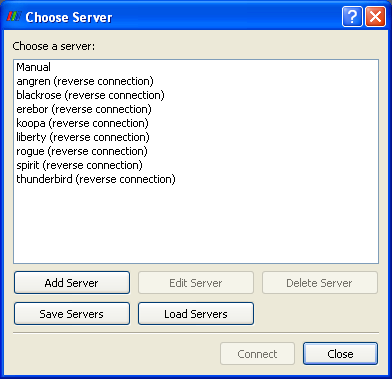 Choose Server
Choose a server:
Manual
angren (reverse connection)
blackrose (reverse connection)
erebor (reverse connection)
koopa (reverse connection)
liberty (reverse connection)
rogue (reverse connection)
spirit (reverse connection)
thunderbird (reverse connection)
Add Server Edit Server Delete Server
Save Servers Load Servers
Connect Close